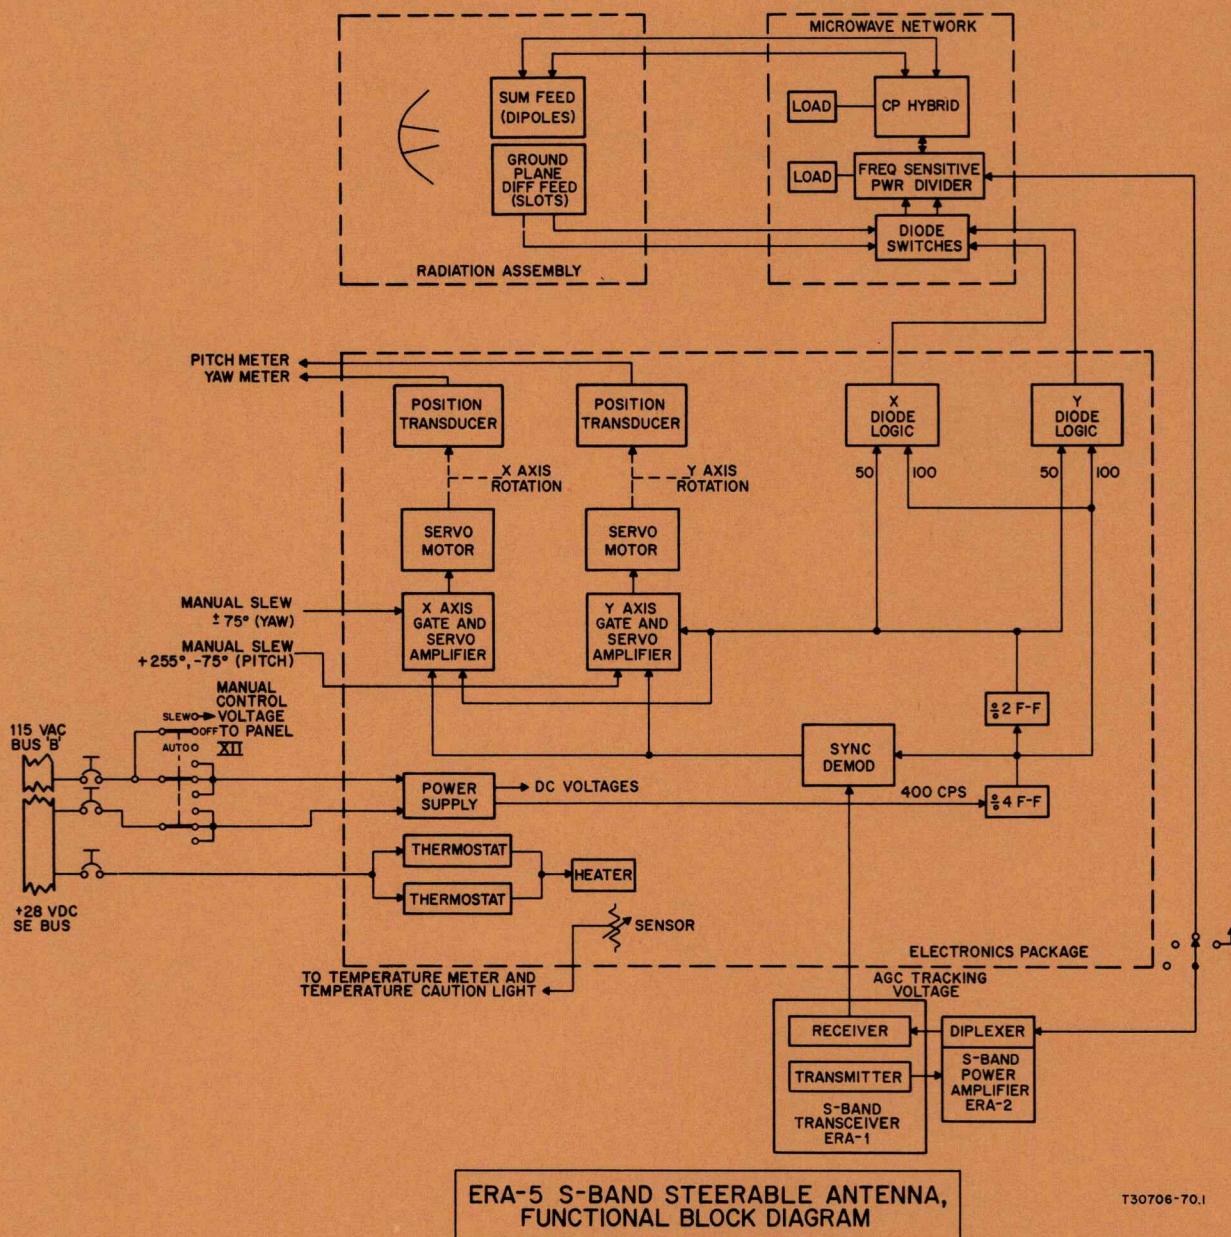 MICROWAVE NETWORK
SUM FEED
(DIPOLES)
LOAD
CP HYBRID
GROUND
PLANE
DIFF FEED
(SLOTS)
LOAD
FREQ SENSITIVE
PWR DIVIDER
DIODE
SWITCHES
RADIATION ASSEMBLY
PITCH METER
YAW METER
POSITION
TRANSDUCER
POSITION
TRANSDUCER
X
DIODE
LOGIC
Y
DIODE
LOGIC
50
100
50
100
X AXIS
ROTATION
Y AXIS
ROTATION
SERVO
MOTOR
SERVO
MOTOR
MANUAL SLEW
±75° (YAW)
X AXIS
GATE AND
SERVO
AMPLIFIER
Y AXIS
GATE AND
SERVO
AMPLIFIER
MANUAL SLEW
+255°, -75° (PITCH)
MANUAL
CONTROL
VOLTAGE
TO PANEL
XII
SLEW
OFF
AUTO
115 VAC
BUS 'B'
÷2 F-F
SYNC
DEMOD
POWER
SUPPLY
DC VOLTAGES
400 CPS
÷4 F-F
THERMOSTAT
THERMOSTAT
HEATER
SENSOR
+28 VDC
SE BUS
ELECTRONICS PACKAGE
TO TEMPERATURE METER AND
TEMPERATURE CAUTION LIGHT
AGC TRACKING
VOLTAGE
RECEIVER
DIPLEXER
TRANSMITTER
S-BAND
POWER
AMPLIFIER
ERA-2
S-BAND
TRANSCEIVER
ERA-1
ERA-5 S-BAND STEERABLE ANTENNA,
FUNCTIONAL BLOCK DIAGRAM
T30706-70.1